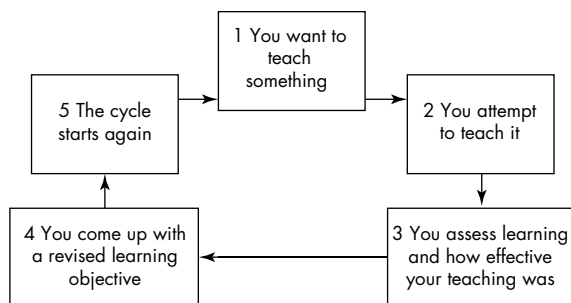 1 You want to
teach
something
2 You attempt
to teach it
3 You assess learning
and how effective
your teaching was
4 You come up with
a revised learning
objective
5 The cycle
starts again